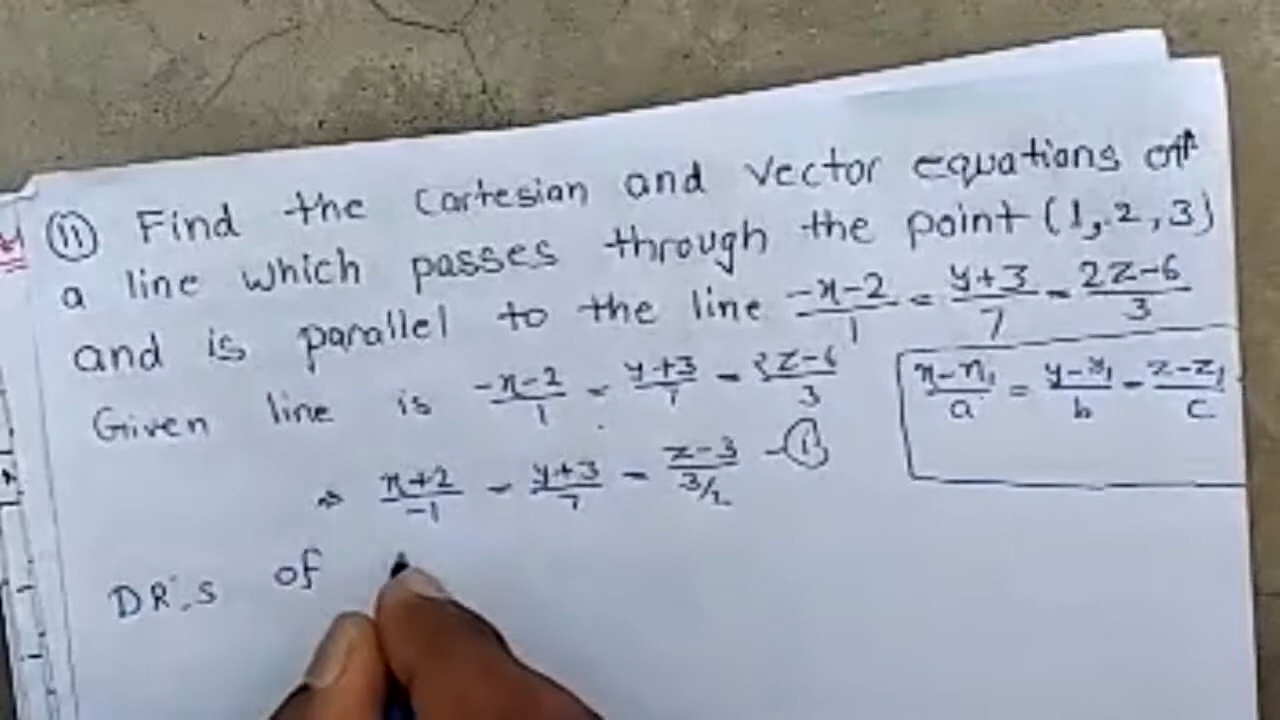 (ii) Find the Cartesian and vector equations of
a line which passes through the point (1, 2, 3)
and is parallel to the line -x-2/1 = y+3/7 = 2z-6/3
Given line is -x-2/1 = y+3/7 = 2z-6/3
x-x₁/a = y-y₁/b = z-z₁/c
⇒ x+2/-1 = y+3/7 = z-3/3/2 -①
DR'.s of